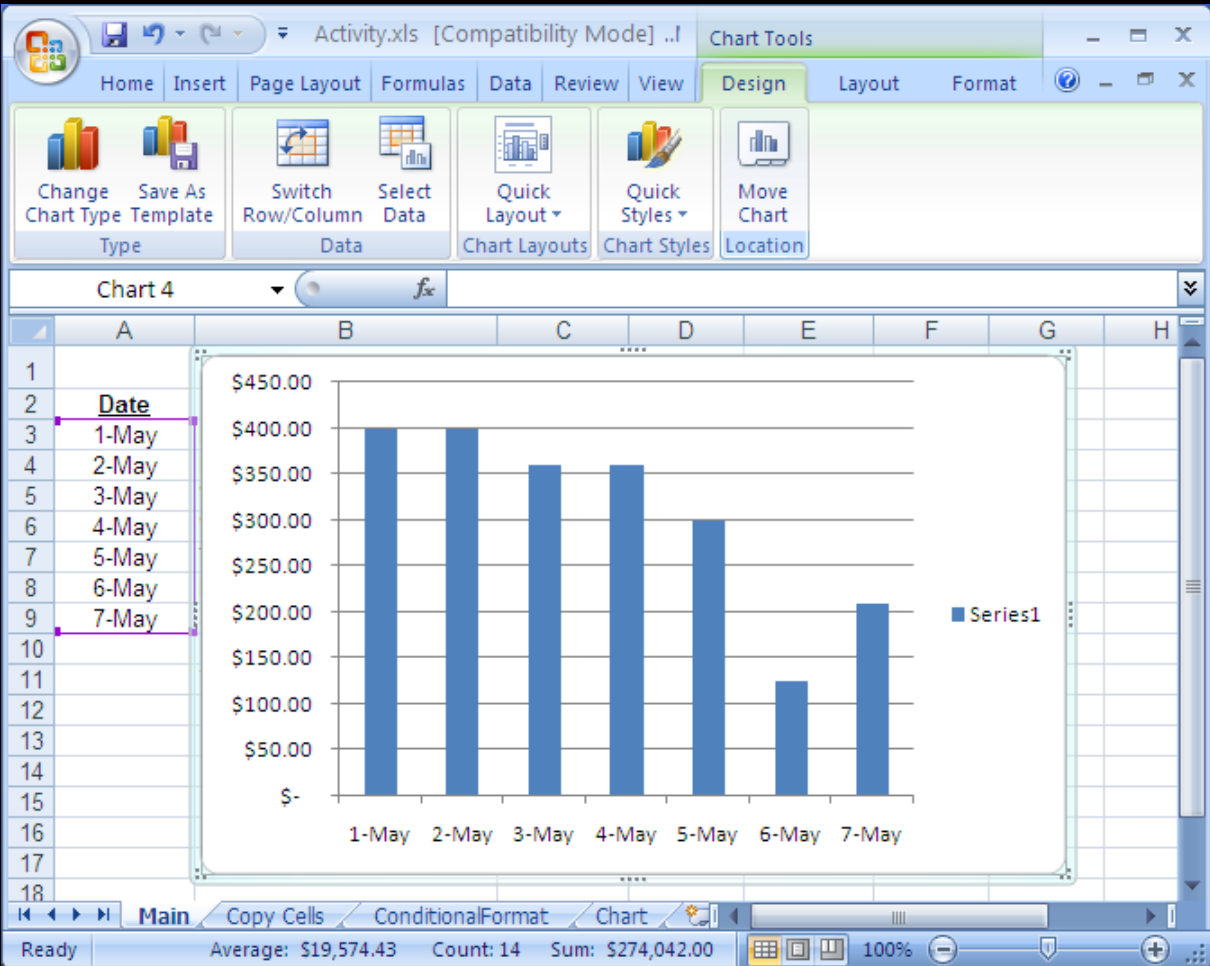 Activity.xls [Compatibility Mode] ..! Chart Tools
Home Insert Page Layout Formulas Data Review View Design Layout Format
Change Chart Type Save As Template Switch Row/Column Select Data Quick Layout Quick Styles Move Chart
Type Data Chart Layouts Chart Styles Location
Chart 4 fx
A B C D E F G H
1
2 Date
3 1-May
4 2-May
5 3-May
6 4-May
7 5-May
8 6-May
9 7-May
10
11
12
13
14
15
16
17
18
$450.00
$400.00
$350.00
$300.00
$250.00
$200.00
$150.00
$100.00
$50.00
$-
1-May 2-May 3-May 4-May 5-May 6-May 7-May
Series1
Main Copy Cells ConditionalFormat Chart
Ready Average: $19,574.43 Count: 14 Sum: $274,042.00 100%